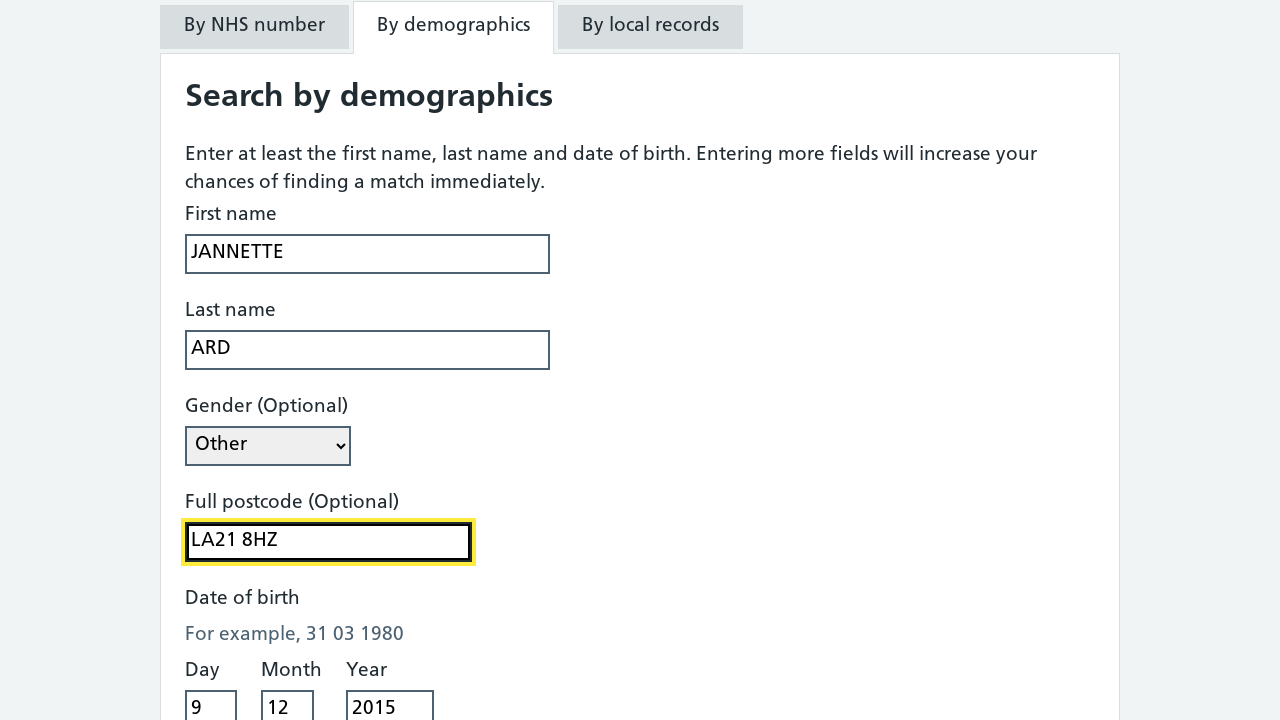 By NHS number By demographics By local records
Search by demographics
Enter at least the first name, last name and date of birth. Entering more fields will increase your
chances of finding a match immediately.
First name
JANNETTE
Last name
ARD
Gender (Optional)
Other
Full postcode (Optional)
LA21 8HZ
Date of birth
For example, 31 03 1980
Day Month Year
9 12 2015